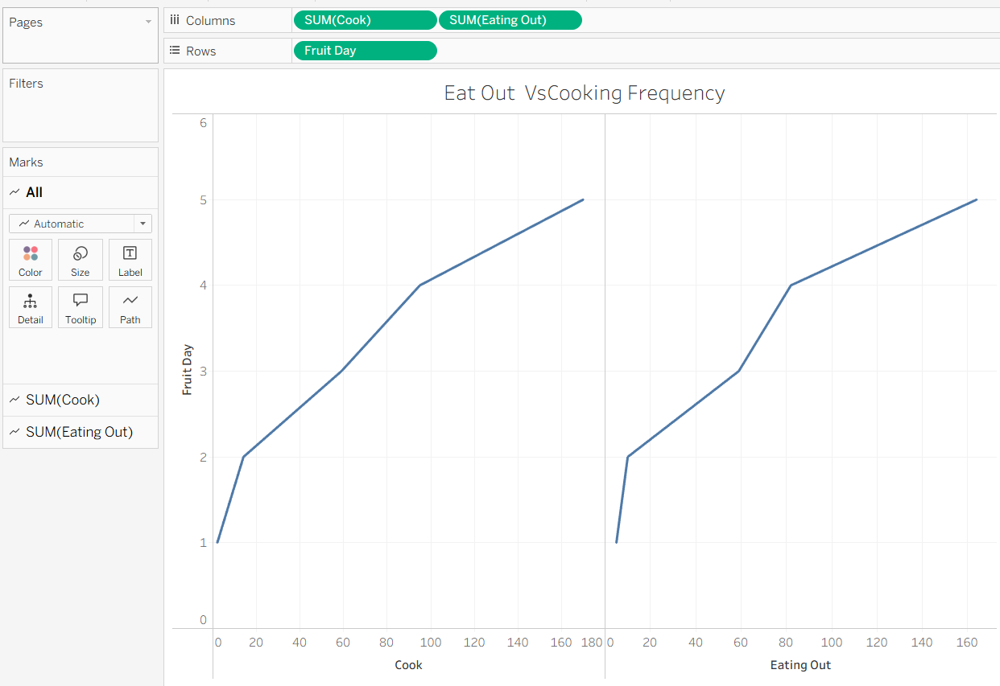 Pages
Columns SUM(Cook) SUM(Eating Out)
Rows Fruit Day
Filters
Marks
All
Automatic
Color Size Label
Detail Tooltip Path
SUM(Cook)
SUM(Eating Out)
Eat Out  VsCooking Frequency
6
5
4
3
2
1
0
Fruit Day
0 20 40 60 80 100 120 140 160 180 0 20 40 60 80 100 120 140 160
Cook Eating Out